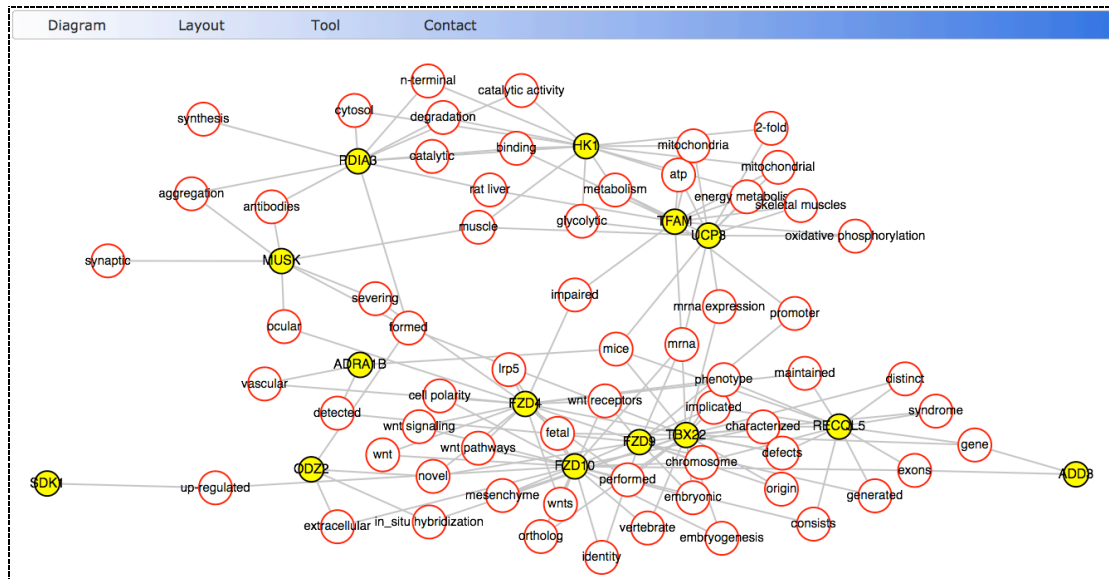 Diagram Layout Tool Contact
n-terminal
catalytic activity
cytosol
degradation
synthesis
2-fold
HK1
mitochondria
binding
catalytic
PDIA3
mitochondrial
atp
aggregation
rat liver
metabolism
energy metabolis
skeletal muscles
antibodies
muscle
glycolytic
TFAM
UCP3
oxidative phosphorylation
synaptic
MUSK
impaired
severing
mrna expression
promoter
ocular
formed
mice
mrna
ADRA1B
lrp5
vascular
phenotype
maintained
distinct
cell polarity
FZD4
wnt receptors
implicated
syndrome
detected
wnt signaling
fetal
FZD9
TBX22
characterized
RECQL5
gene
wnt
wnt pathways
defects
ODZ2
FZD10
chromosome
exons
ADD3
SDK1
up-regulated
novel
performed
mesenchyme
wnts
embryonic
origin
generated
extracellular
in_situ hybridization
ortholog
vertebrate
embryogenesis
consists
identity